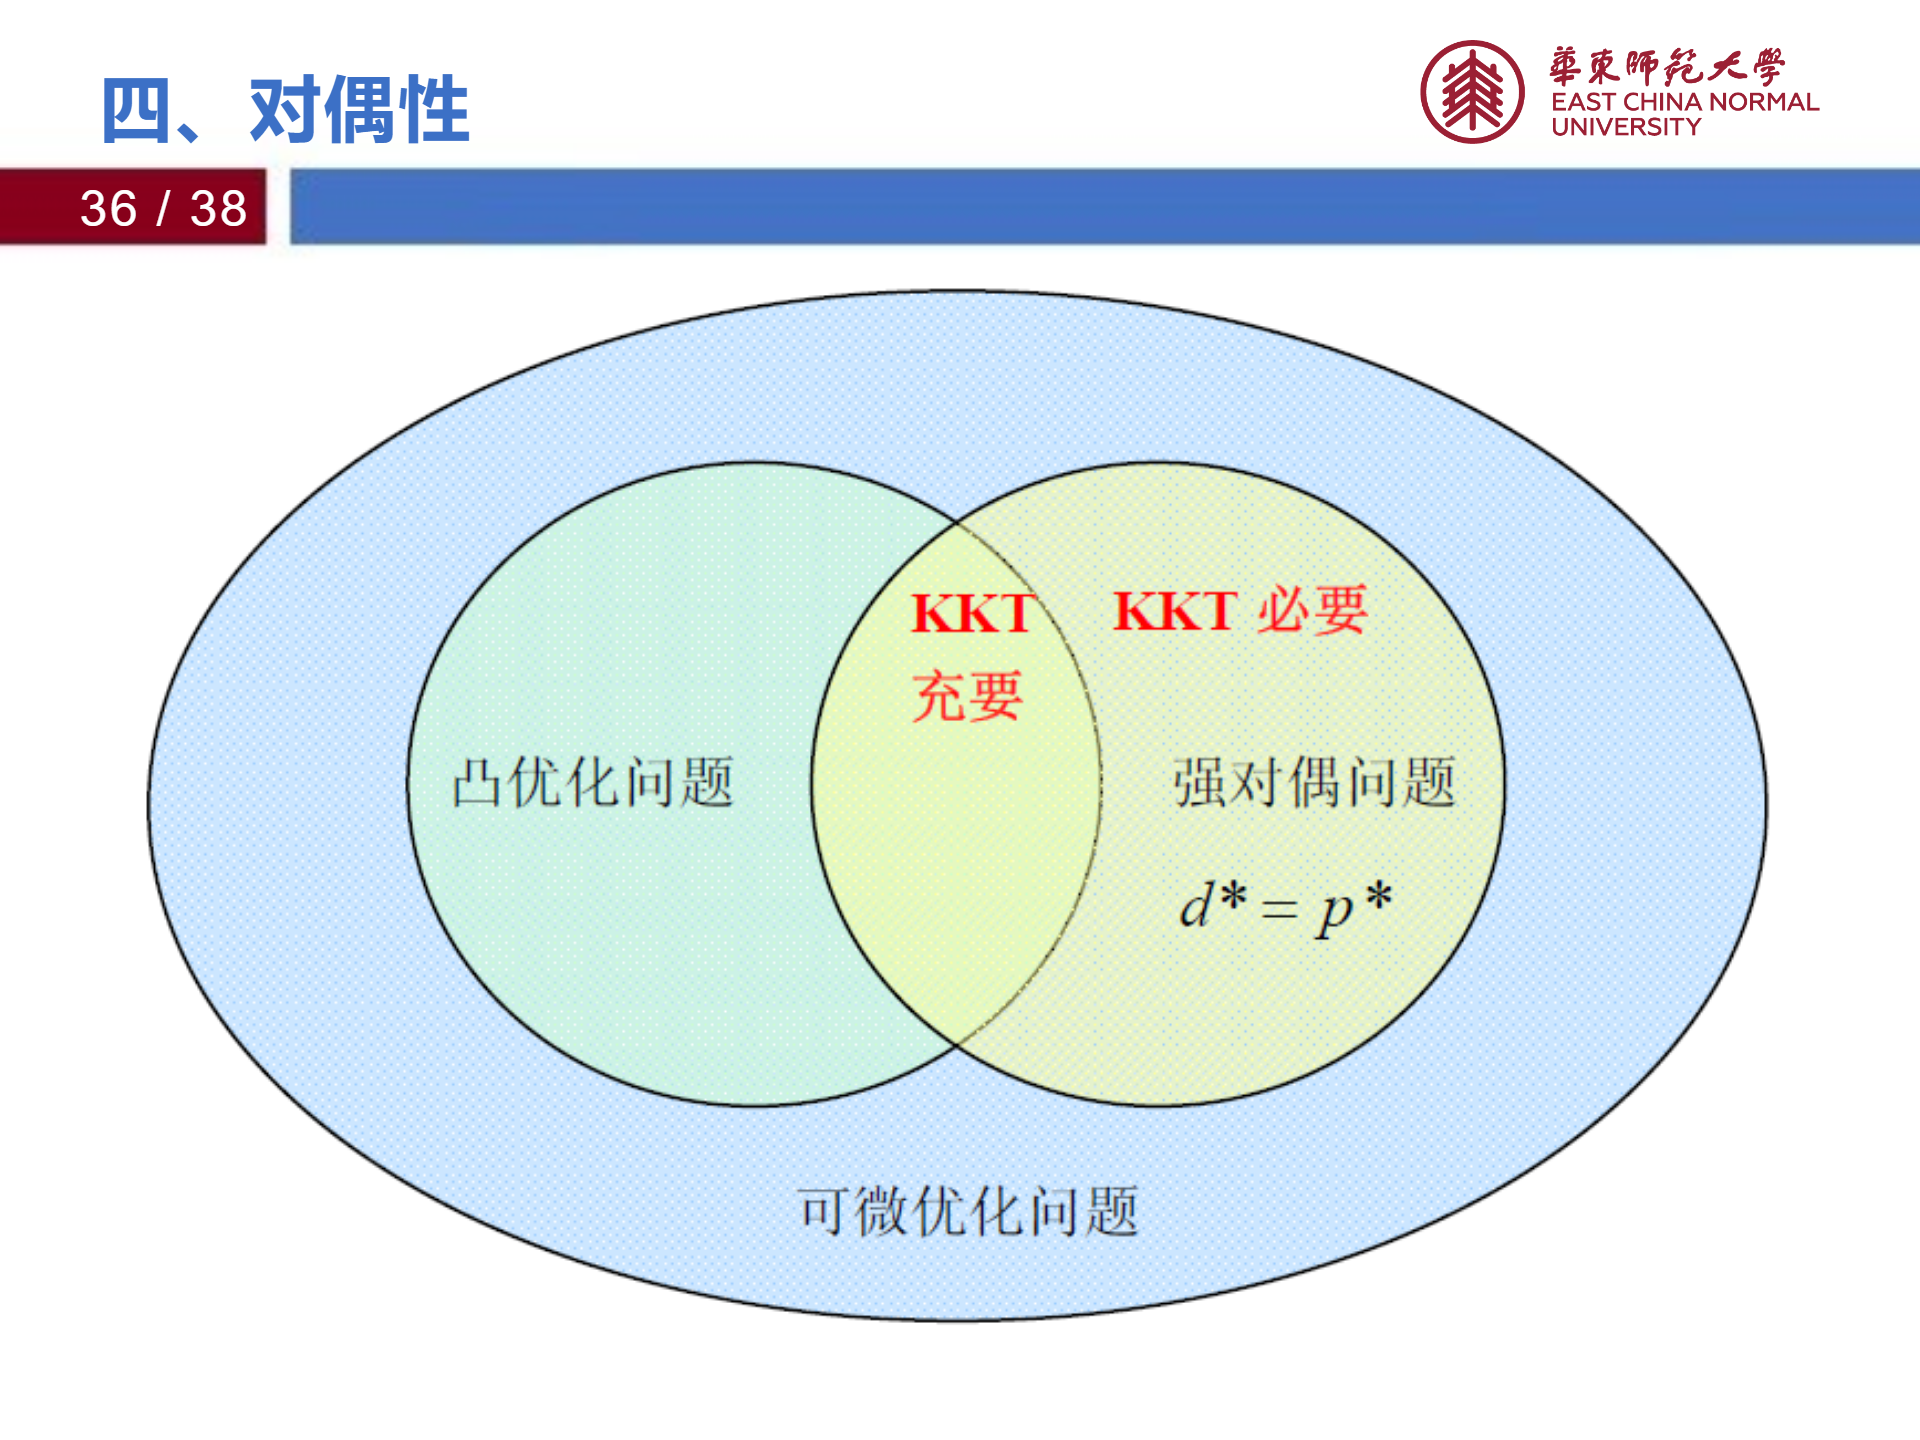 四、对偶性
華東師範大學
EAST CHINA NORMAL
UNIVERSITY
36 / 38
KKT
充要
KKT 必要
凸优化问题
强对偶问题
d* = p*
可微优化问题